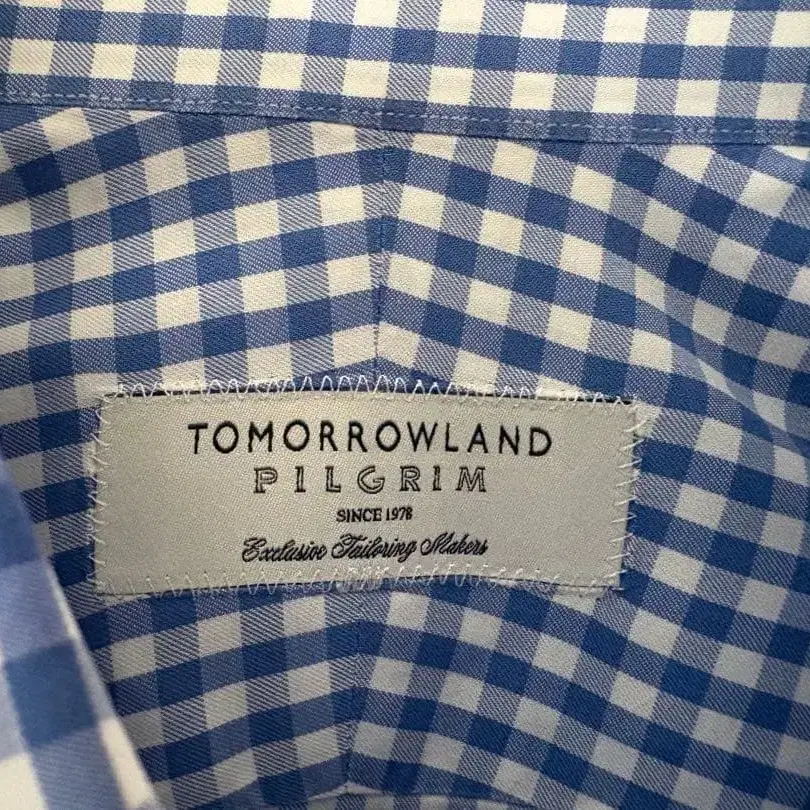 TOMORROWLAND
PILGRIM
SINCE 1978
Exclusive Tailoring Makers